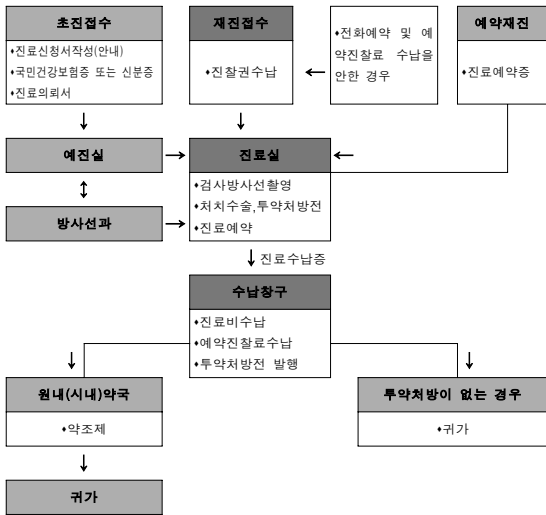 초진접수
♦진료신청서작성(안내)
♦국민건강보험증 또는 신분증
♦진료의뢰서
재진접수
♦진찰권수납
♦전화예약 및 예
약진찰료 수납을
안한 경우
예약재진
♦진료예약증
예진실
방사선과
진료실
♦검사방사선촬영
♦처치수술,투약처방전
♦진료예약
진료수납증
수납창구
♦진료비수납
♦예약진찰료수납
♦투약처방전 발행
원내(시내)약국
♦약조제
투약처방이 없는 경우
♦귀가
귀가